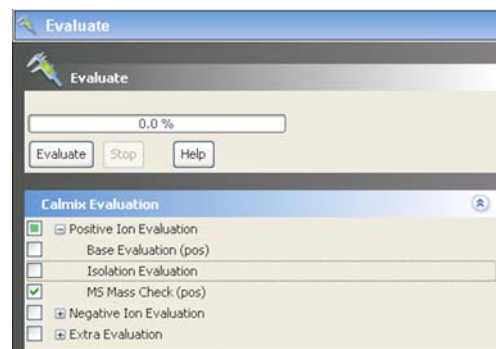 Evaluate
Evaluate
0.0 %
Evaluate Stop Help
Calmix Evaluation
Positive Ion Evaluation
Base Evaluation (pos)
Isolation Evaluation
MS Mass Check (pos)
Negative Ion Evaluation
Extra Evaluation